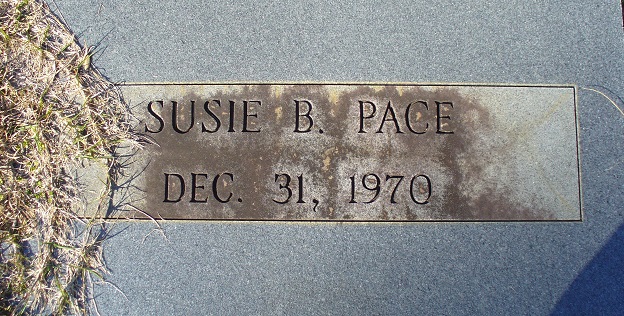 SUSIE B. PACE
DEC. 31, 1970